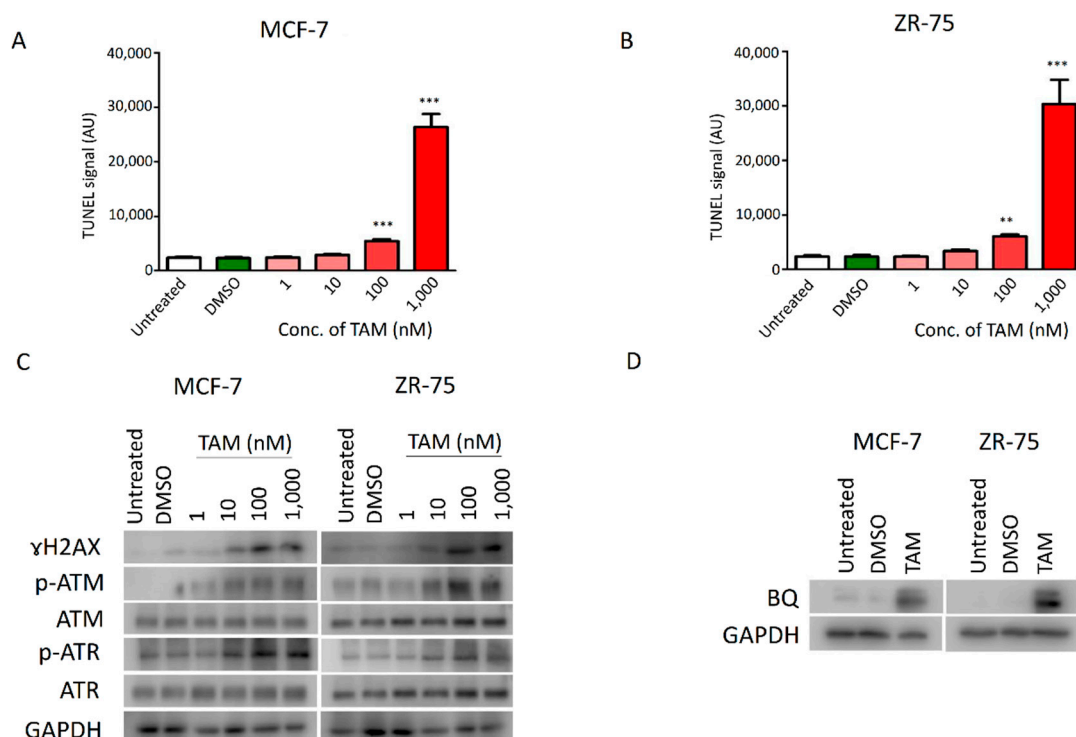 A
MCF-7
40,000
30,000
20,000
10,000
0
TUNEL signal (AU)
***
***
Untreated
DMSO
1
10
100
1,000
Conc. of TAM (nM)
B
ZR-75
40,000
30,000
20,000
10,000
0
TUNEL signal (AU)
**
***
Untreated
DMSO
1
10
100
1,000
Conc. of TAM (nM)
C
MCF-7
ZR-75
TAM (nM)
Untreated
DMSO
1
10
100
1,000
TAM (nM)
Untreated
DMSO
1
10
100
1,000
ɤH2AX
p-ATM
ATM
p-ATR
ATR
GAPDH
D
MCF-7
ZR-75
Untreated
DMSO
TAM
Untreated
DMSO
TAM
BQ
GAPDH